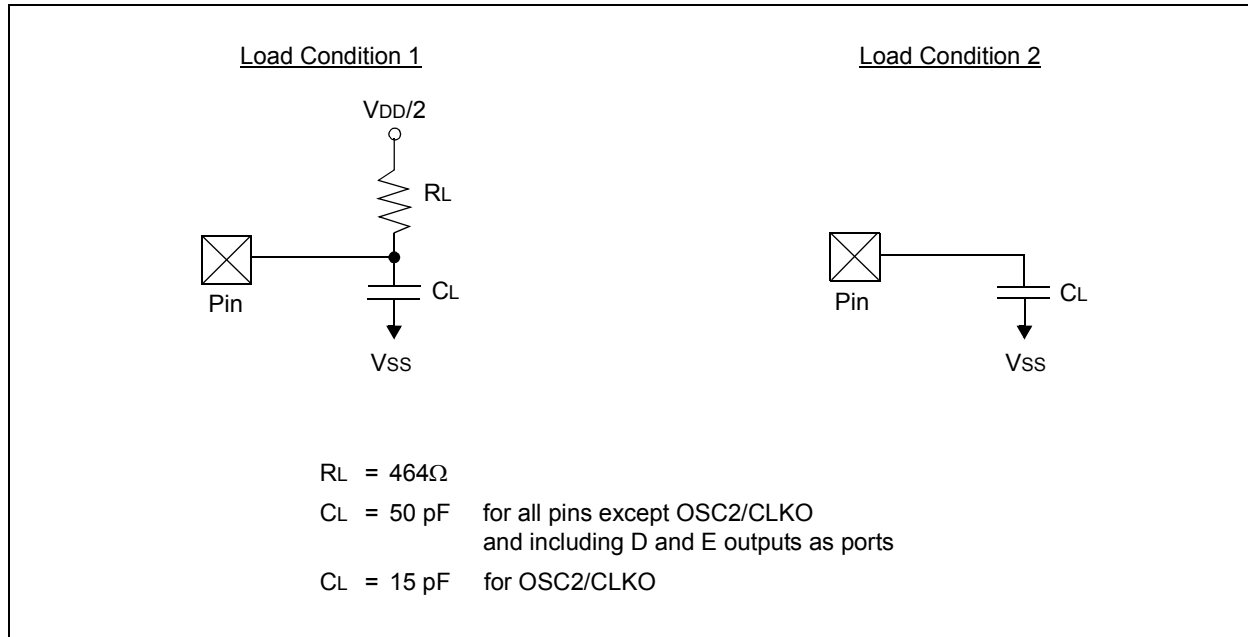 Load Condition 1
Load Condition 2
VDD/2
RL
Pin
CL
VSS
Pin
CL
VSS
RL = 464Ω
CL = 50 pF for all pins except OSC2/CLKO
and including D and E outputs as ports
CL = 15 pF for OSC2/CLKO